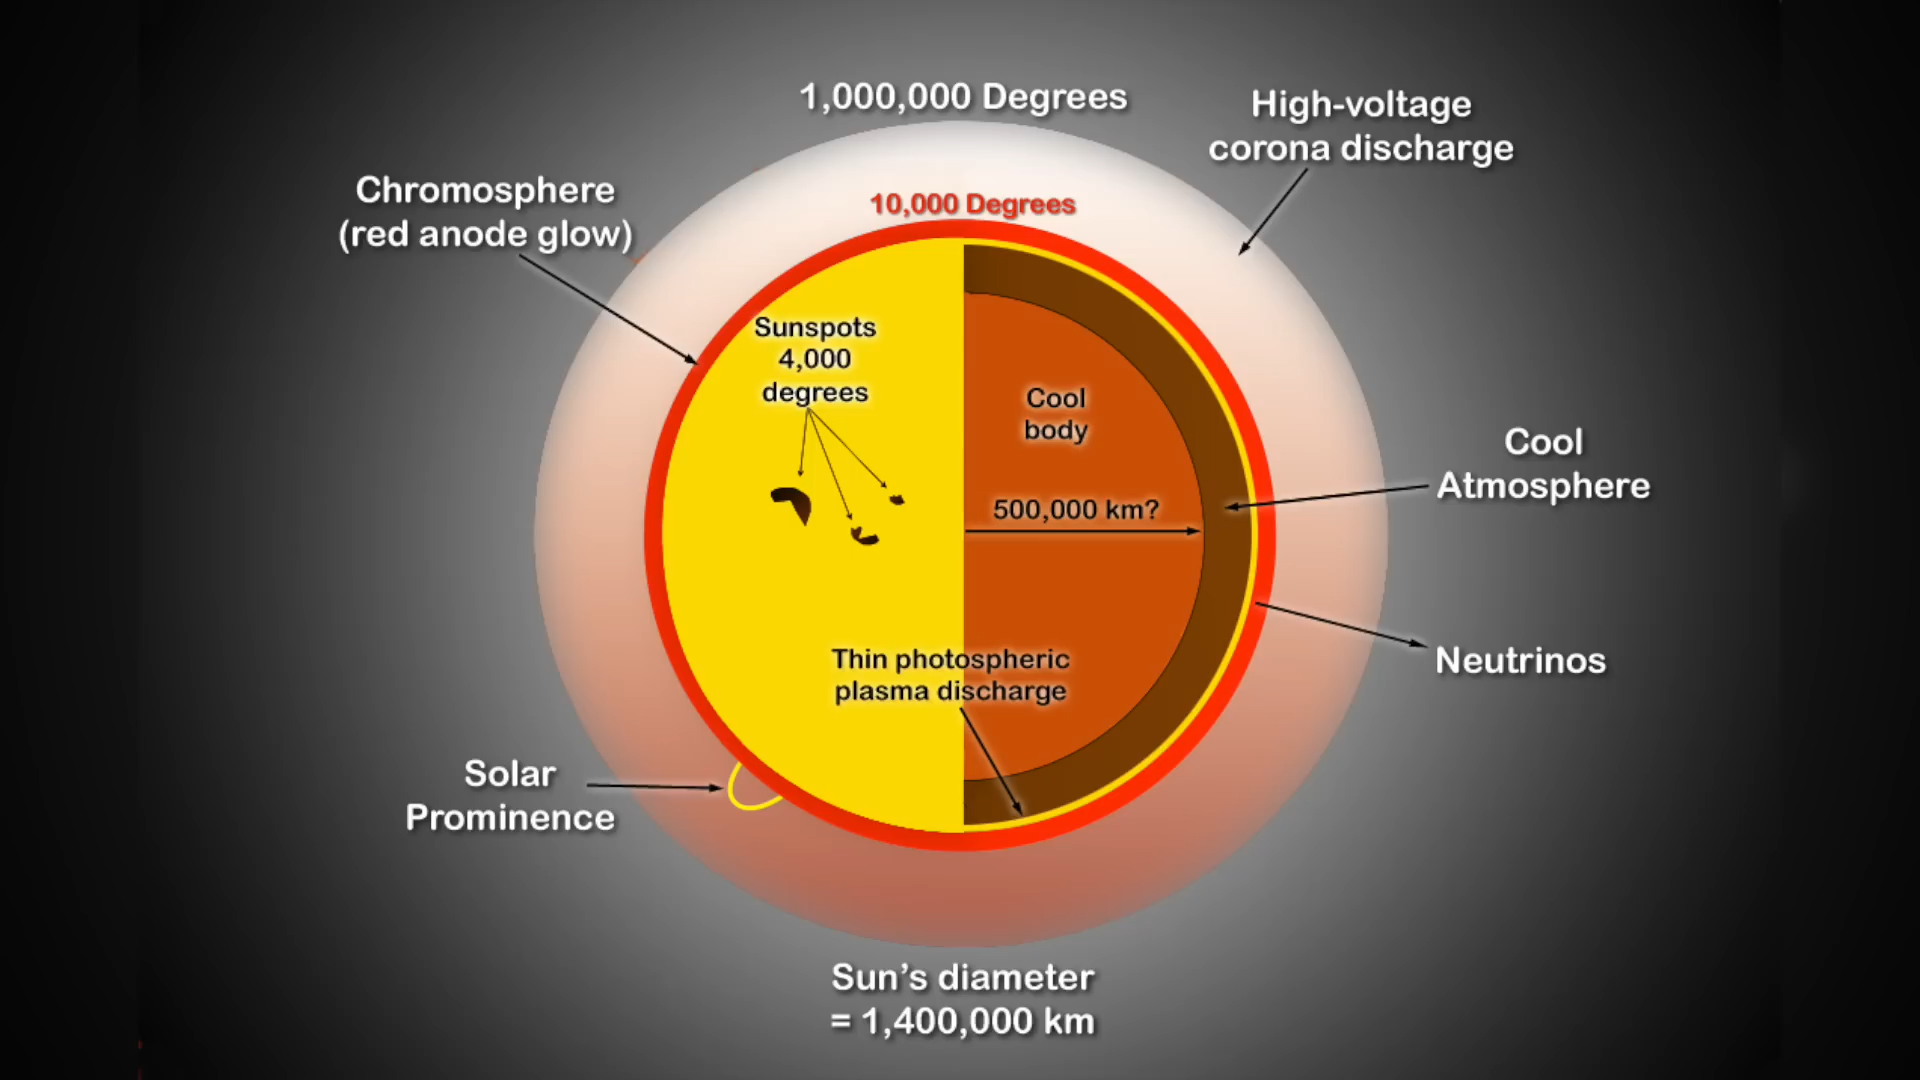 1,000,000 Degrees
High-voltage
corona discharge
Chromosphere
(red anode glow)
10,000 Degrees
Sunspots
4,000
degrees
Cool
body
Cool
Atmosphere
500,000 km?
Neutrinos
Thin photospheric
plasma discharge
Solar
Prominence
Sun's diameter
= 1,400,000 km